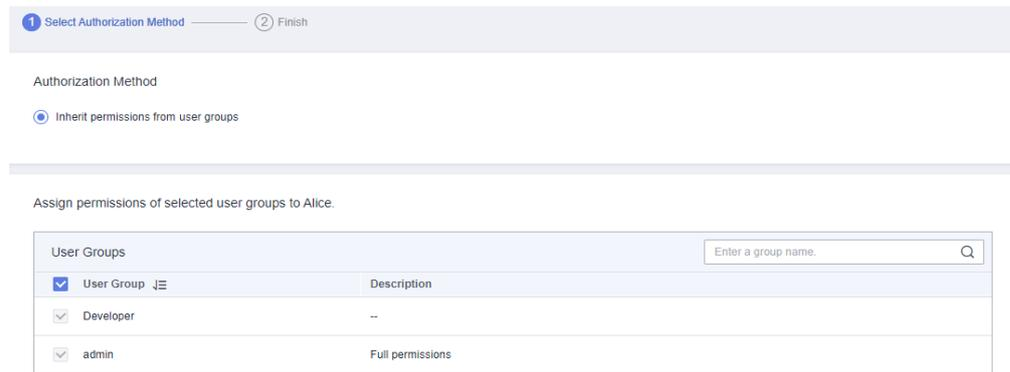 1 Select Authorization Method 2 Finish
Authorization Method
Inherit permissions from user groups
Assign permissions of selected user groups to Alice.
User Groups Enter a group name.
User Group Description
Developer --
admin Full permissions